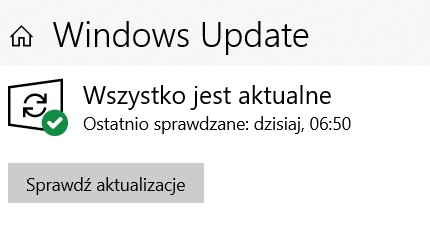 Windows Update
Wszystko jest aktualne
Ostatnio sprawdzane: dzisiaj, 06:50
Sprawdź aktualizacje